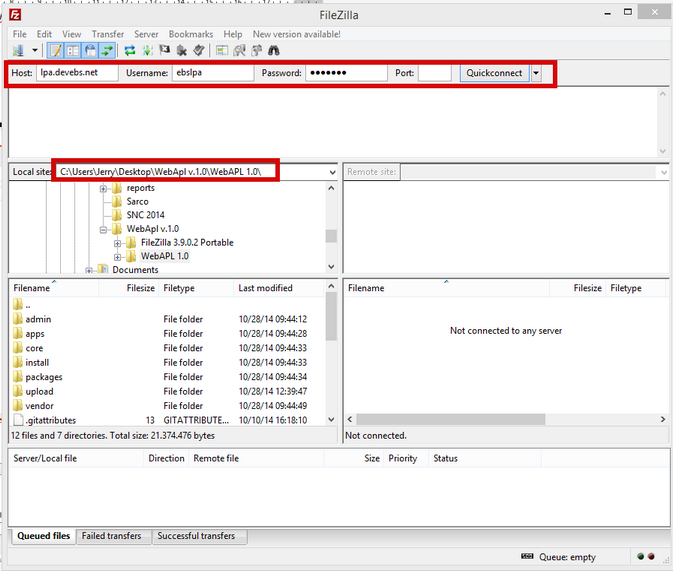 FileZilla
File Edit View Transfer Server Bookmarks Help New version available!
Host: lpa.devebs.net Username: ebslpa Password: ●●●●●●● Port: Quickconnect
Local site: C:\Users\Jerry\Desktop\WebApl v.1.0\WebAPL 1.0\ Remote site:
reports
Sarco
SNC 2014
WebApl v.1.0
FileZilla 3.9.0.2 Portable
WebAPL 1.0
Documents
Filename Filesize Filetype Last modified
..
admin File folder 10/28/14 09:44:12
apps File folder 10/28/14 09:44:28
core File folder 10/28/14 09:44:33
install File folder 10/28/14 09:44:33
packages File folder 10/28/14 09:44:34
upload File folder 10/28/14 12:39:47
vendor File folder 10/28/14 09:44:49
.gitattributes 13 GITATTRIBUTE... 10/10/14 16:18:10
12 files and 7 directories. Total size: 21.374.476 bytes
Filename Filesize Filetype
Not connected to any server
Not connected.
Server/Local file Direction Remote file Size Priority Status
Queued files Failed transfers Successful transfers
Queue: empty